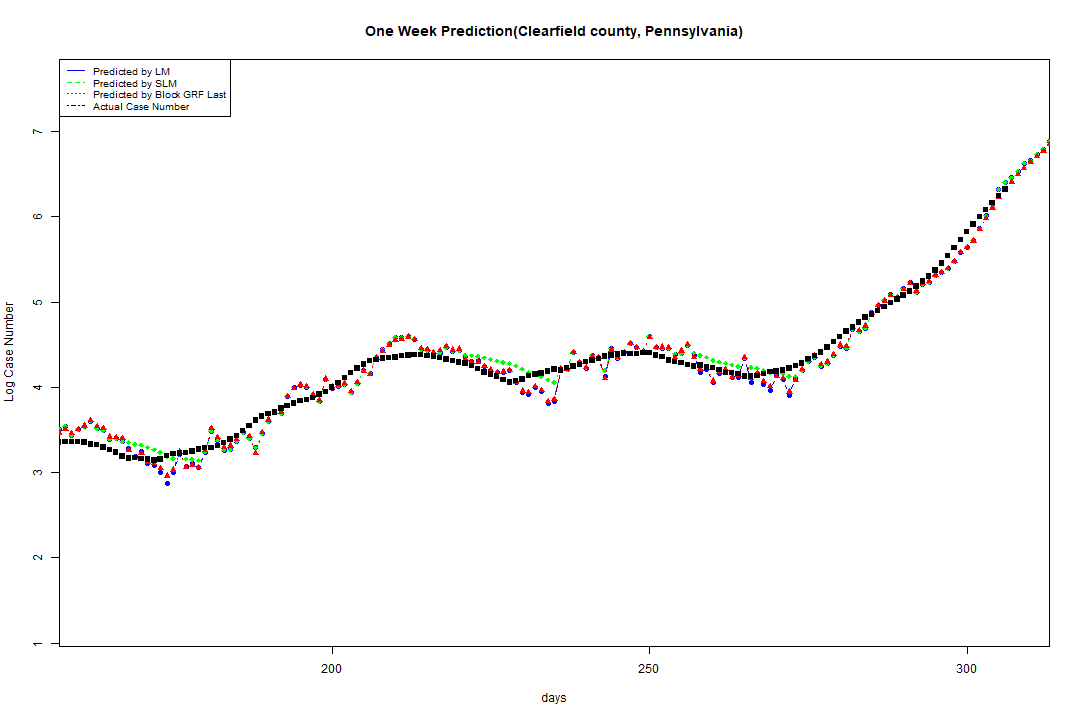 One Week Prediction(Clearfield county, Pennsylvania)
Predicted by LM
Predicted by SLM
Predicted by Block GRF Last
Actual Case Number
7
6
5
4
3
2
1
Log Case Number
200
250
300
days